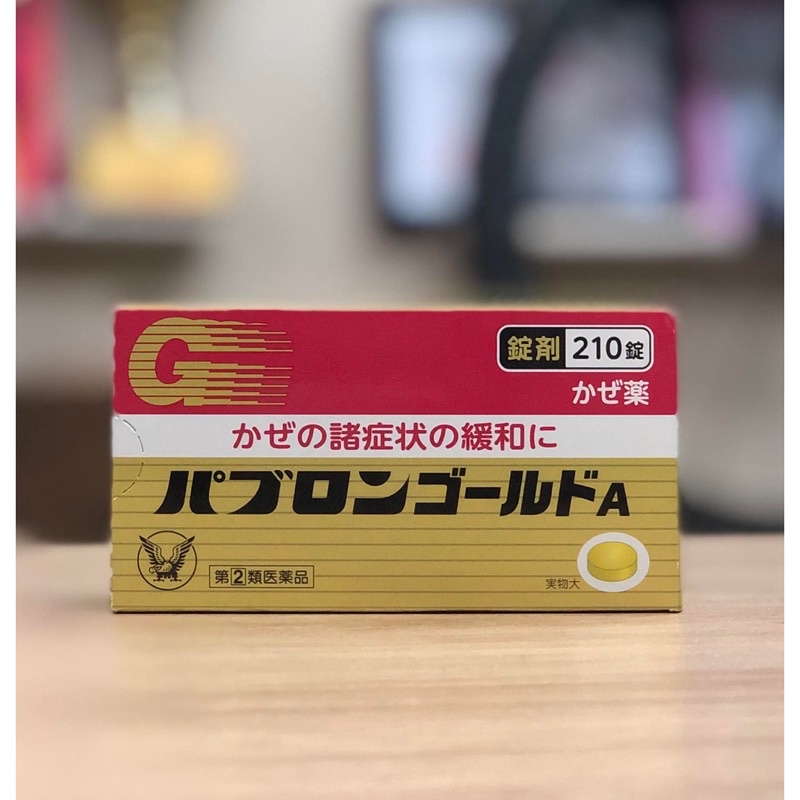 G
錠剤 210錠
かぜ薬
かぜの諸症状の緩和に
パブロンゴールドA
第②類医薬品
実物大